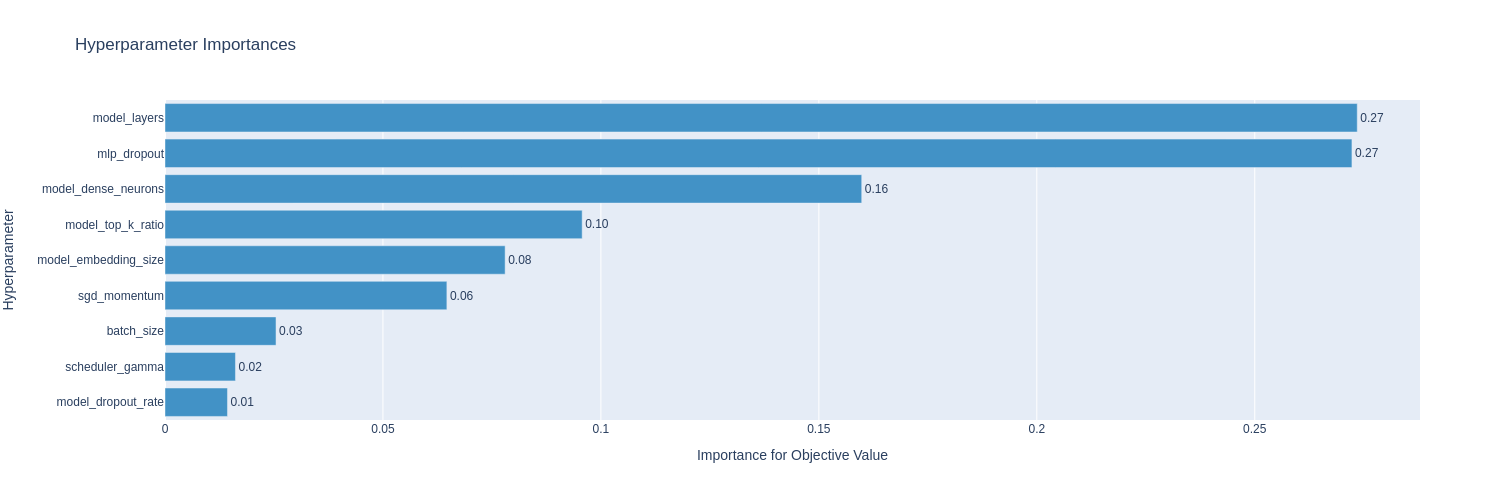 Hyperparameter Importances
Hyperparameter
model_layers 0.27
mlp_dropout 0.27
model_dense_neurons 0.16
model_top_k_ratio 0.10
model_embedding_size 0.08
sgd_momentum 0.06
batch_size 0.03
scheduler_gamma 0.02
model_dropout_rate 0.01
0 0.05 0.1 0.15 0.2 0.25
Importance for Objective Value